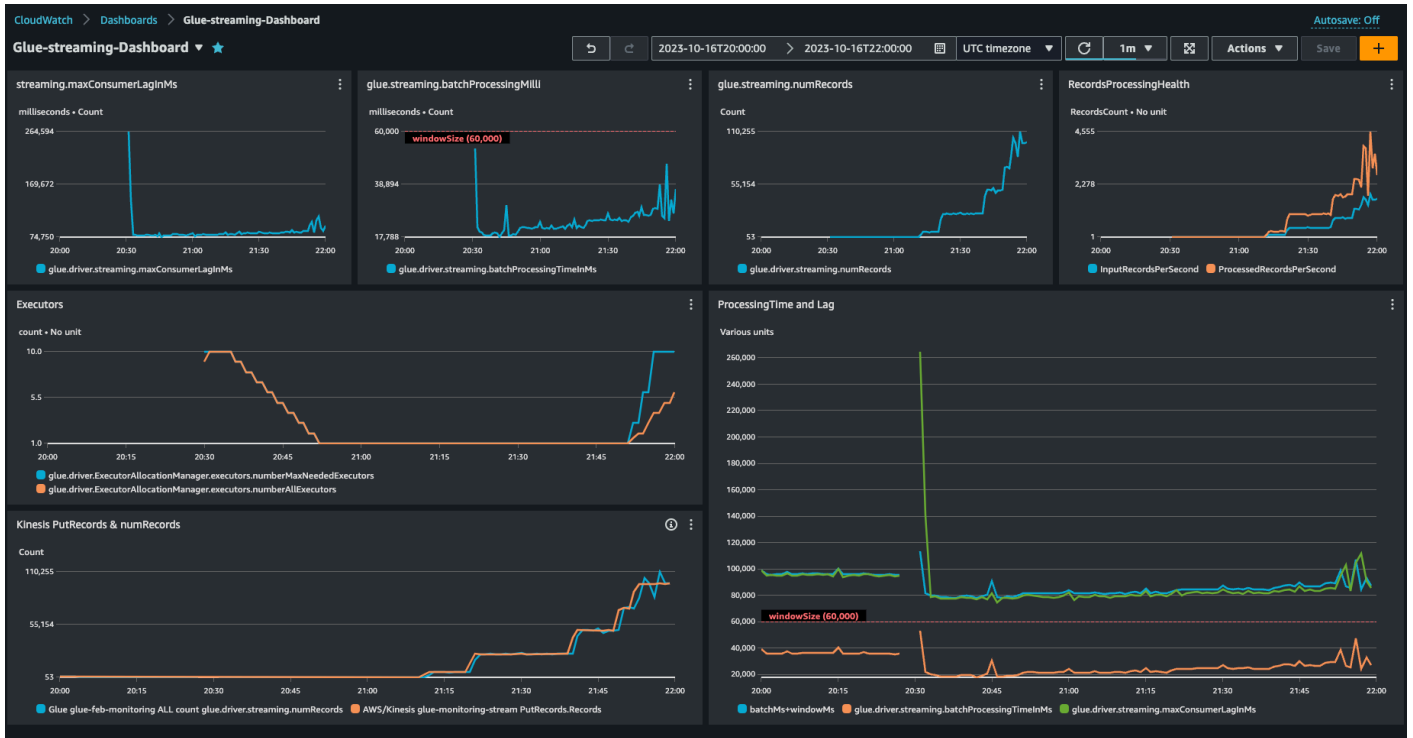 CloudWatch > Dashboards > Glue-streaming-Dashboard
Autosave: Off
Glue-streaming-Dashboard
2023-10-16T20:00:00 > 2023-10-16T22:00:00
UTC timezone
1m
Actions
Save
+
streaming.maxConsumerLagInMs
milliseconds • Count
264,594
169,672
74,750
20:00 20:30 21:00 21:30 22:00
glue.driver.streaming.maxConsumerLagInMs
glue.streaming.batchProcessingMilli
milliseconds • Count
60,000
windowSize (60,000)
38,894
17,788
20:00 20:30 21:00 21:30 22:00
glue.driver.streaming.batchProcessingTimeInMs
glue.streaming.numRecords
Count
110,255
55,154
53
20:00 20:30 21:00 21:30 22:00
glue.driver.streaming.numRecords
RecordsProcessingHealth
RecordsCount • No unit
4,555
2,278
1
20:00 20:30 21:00 21:30 22:00
InputRecordsPerSecond ProcessedRecordsPerSecond
Executors
count • No unit
10.0
5.5
1.0
20:00 20:15 20:30 20:45 21:00 21:15 21:30 21:45 22:00
glue.driver.ExecutorAllocationManager.executors.numberMaxNeededExecutors
glue.driver.ExecutorAllocationManager.executors.numberAllExecutors
ProcessingTime and Lag
Various units
260,000
240,000
220,000
200,000
180,000
160,000
140,000
120,000
100,000
80,000
60,000
windowSize (60,000)
40,000
20,000
20:00 20:15 20:30 20:45 21:00 21:15 21:30 21:45 22:00
batchMs+windowMs glue.driver.streaming.batchProcessingTimeInMs glue.driver.streaming.maxConsumerLagInMs
Kinesis PutRecords & numRecords
Count
110,255
55,154
53
20:00 20:15 20:30 20:45 21:00 21:15 21:30 21:45 22:00
Glue glue-feb-monitoring ALL count glue.driver.streaming.numRecords AWS/Kinesis glue-monitoring-stream PutRecords.Records